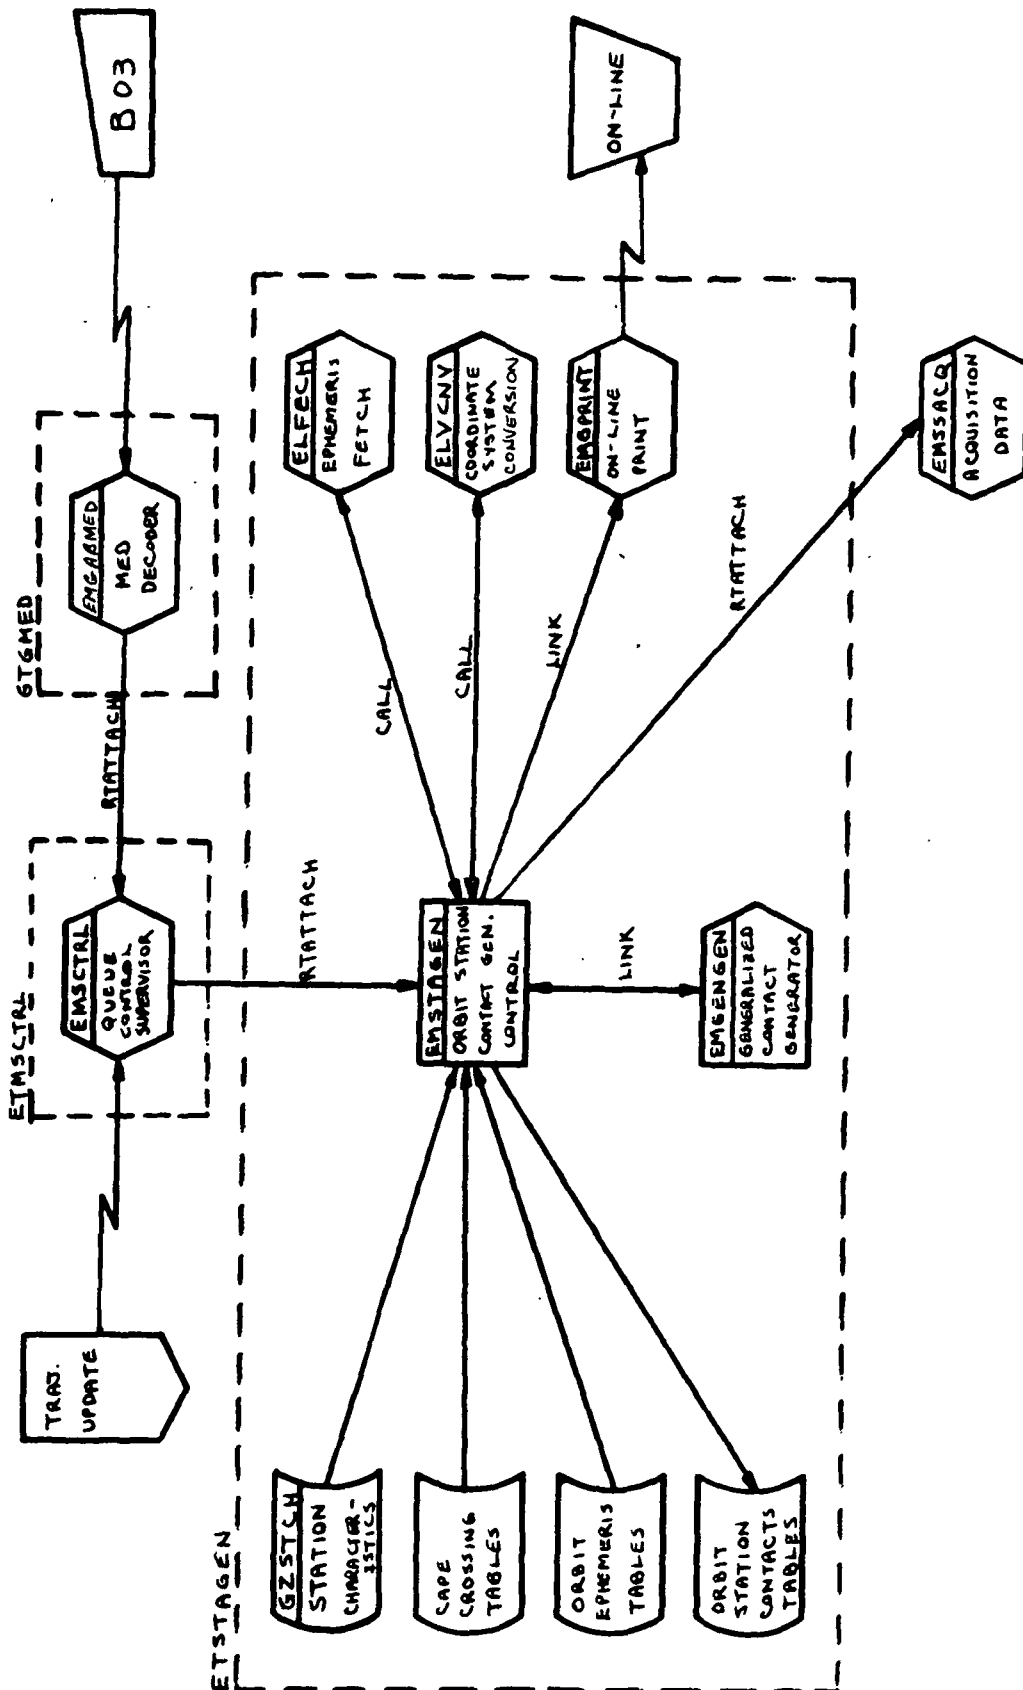 TRAJ.
UPDATE
ETMSCTRL
EMSCTRL
QUEUE
CONTROL
SUPERVISOR
RTATTACH
GTGMED
EMGABMED
MED
DECODER
B03
ETSTAGEN
RTATTACH
GZSTCH
STATION
CHARACTER-
ISTICS
CAPE
CROSSING
TABLES
ORBIT
EPHEMERIS
TABLES
ORBIT
STATION
CONTACTS
TABLES
EMSTAGEN
ORBIT STATION
CONTACT GEN.
CONTROL
LINK
EMGENGEN
GENERALIZED
CONTACT
GENERATOR
CALL
ELFECH
EPHEMERIS
FETCH
CALL
ELVCNV
COORDINATE
SYSTEM
CONVERSION
LINK
EMGPRINT
ON-LINE
PRINT
ON-LINE
RTATTACH
EMSSACQ
ACQUISITION
DATA